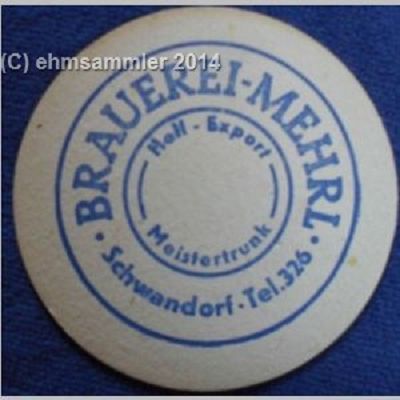 (C) ehmsammler 2014
BRAUEREI-MEHRL
Hell - Export
Meistertrunk
· Schwandorf - Tel. 326 ·